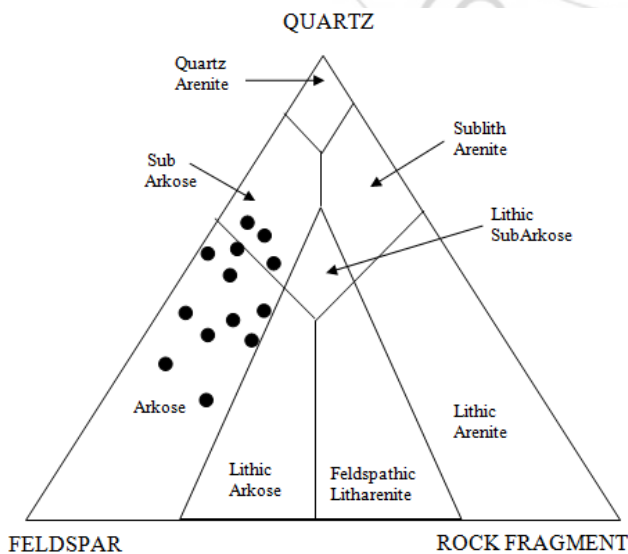 QUARTZ
Quartz
Arenite
Sublith
Arenite
Sub
Arkose
Lithic
SubArkose
Arkose
Lithic
Arenite
Lithic
Arkose
Feldspathic
Litharenite
FELDSPAR
ROCK FRAGMENT